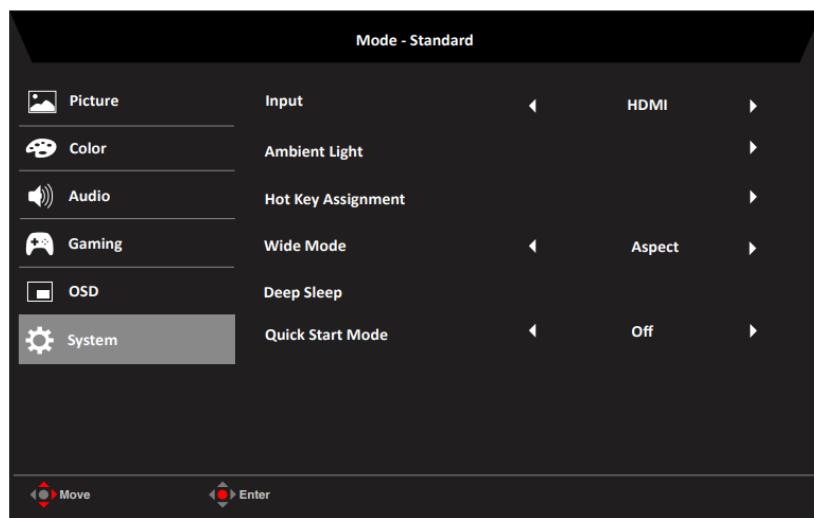 Mode - Standard
Picture
Input
HDMI
Color
Ambient Light
Audio
Hot Key Assignment
Gaming
Wide Mode
Aspect
OSD
Deep Sleep
System
Quick Start Mode
Off
Move
Enter